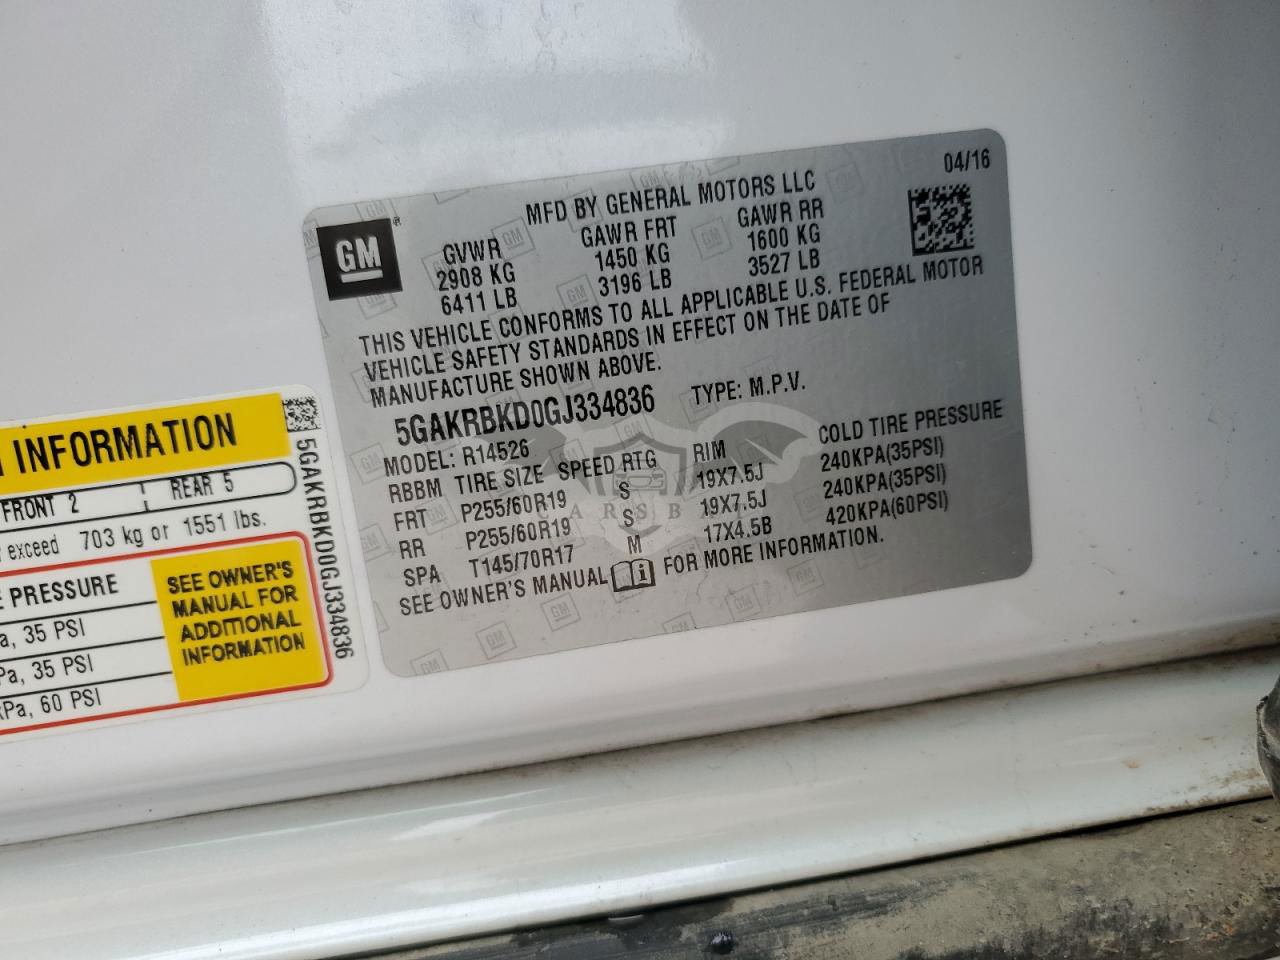 04/16
MFD BY GENERAL MOTORS LLC
GM
GVWR GAWR FRT GAWR RR
2908 KG 1450 KG 1600 KG
6411 LB 3196 LB 3527 LB
THIS VEHICLE CONFORMS TO ALL APPLICABLE U.S. FEDERAL MOTOR
VEHICLE SAFETY STANDARDS IN EFFECT ON THE DATE OF
MANUFACTURE SHOWN ABOVE.
5GAKRBKD0GJ334836 TYPE: M.P.V.
MODEL: R14526
RBBM TIRE SIZE SPEED RTG RIM COLD TIRE PRESSURE
FRT P255/60R19 S 19X7.5J 240KPA(35PSI)
RR P255/60R19 S 19X7.5J 240KPA(35PSI)
SPA T145/70R17 M 17X4.5B 420KPA(60PSI)
SEE OWNER'S MANUAL FOR MORE INFORMATION.
INFORMATION
FRONT 2 REAR 5
exceed 703 kg or 1551 lbs.
PRESSURE
35 PSI
35 PSI
60 PSI
SEE OWNER'S
MANUAL FOR
ADDITIONAL
INFORMATION
5GAKRBKD0GJ334836